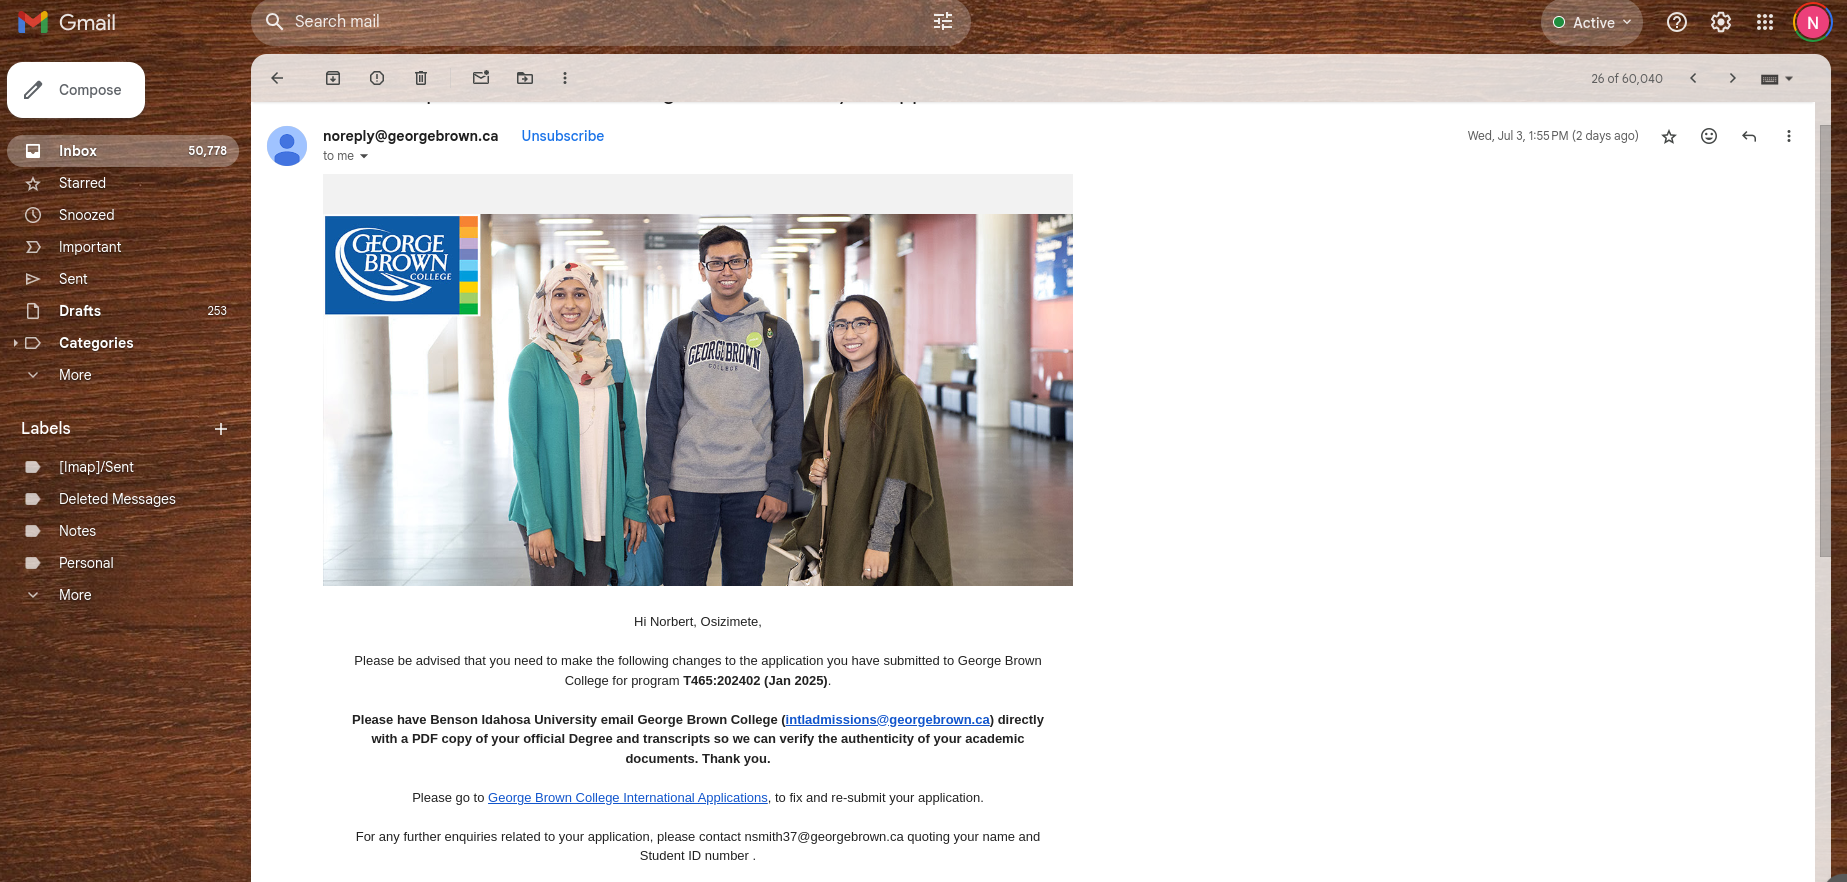 Gmail
Search mail
Active
N
Compose
26 of 60,040
Inbox 50,778
Starred
Snoozed
Important
Sent
Drafts 253
Categories
More
Labels
[Imap]/Sent
Deleted Messages
Notes
Personal
More
noreply@georgebrown.ca Unsubscribe
Wed, Jul 3, 1:55 PM (2 days ago)
to me
GEORGE
BROWN
COLLEGE
GEORGE BROWN
COLLEGE
Hi Norbert, Osizimete,
Please be advised that you need to make the following changes to the application you have submitted to George Brown
College for program T465:202402 (Jan 2025).
Please have Benson Idahosa University email George Brown College (intladmissions@georgebrown.ca) directly
with a PDF copy of your official Degree and transcripts so we can verify the authenticity of your academic
documents. Thank you.
Please go to George Brown College International Applications, to fix and re-submit your application.
For any further enquiries related to your application, please contact nsmith37@georgebrown.ca quoting your name and
Student ID number .